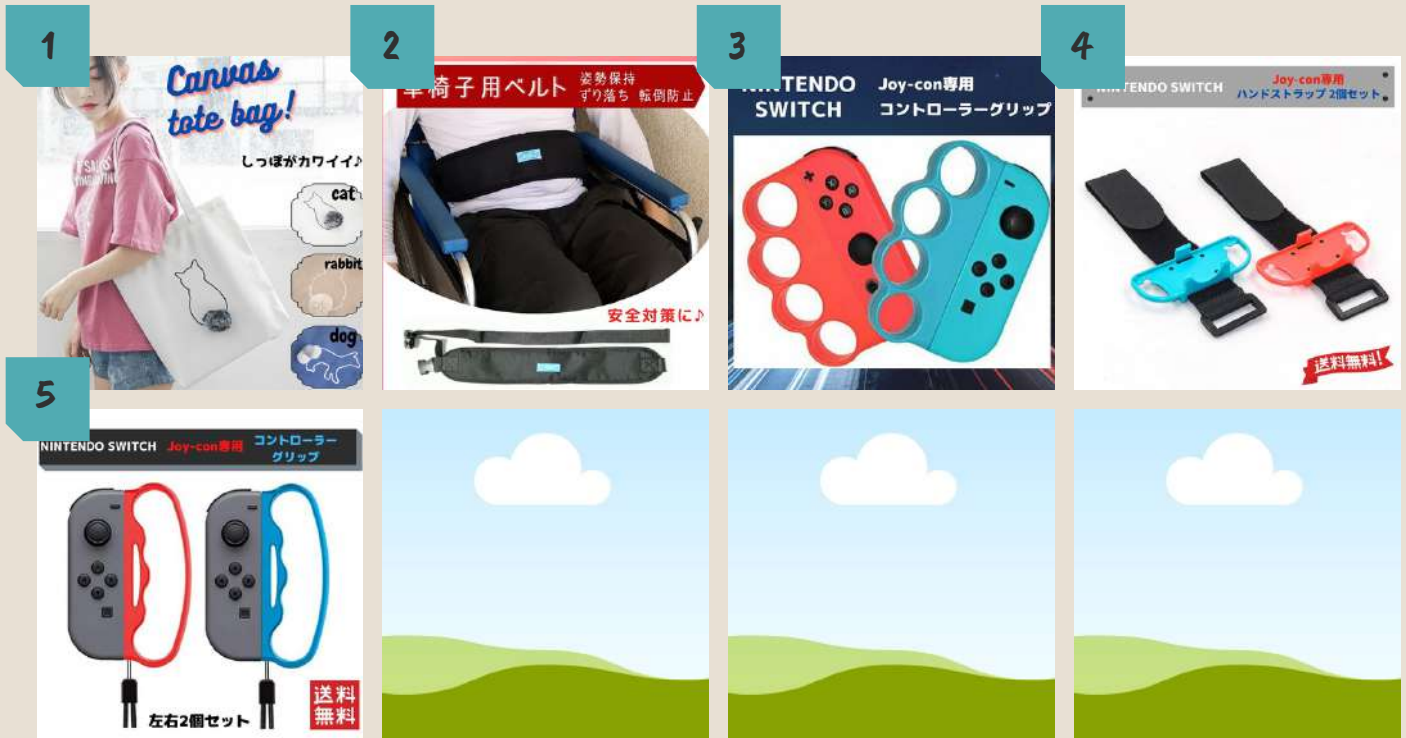 1
Canvas
tote bag!
しっぽがカワイイ♪
cat
rabbit
dog
2
車椅子用ベルト
姿勢保持
ずり落ち 転倒防止
安全対策に♪
3
NINTENDO
SWITCH
Joy-con専用
コントローラーグリップ
4
NINTENDO SWITCH
Joy-con専用
ハンドストラップ 2個セット
送料無料!
5
NINTENDO SWITCH
Joy-con専用
コントローラー
グリップ
左右2個セット
送料
無料